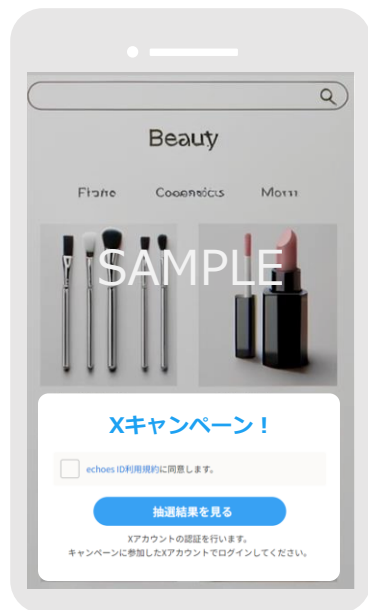 Beauty
SAMPLE
Xキャンペーン！
echoes ID利用規約に同意します。
抽選結果を見る
Xアカウントの認証を行います。
キャンペーンに参加したXアカウントでログインしてください。